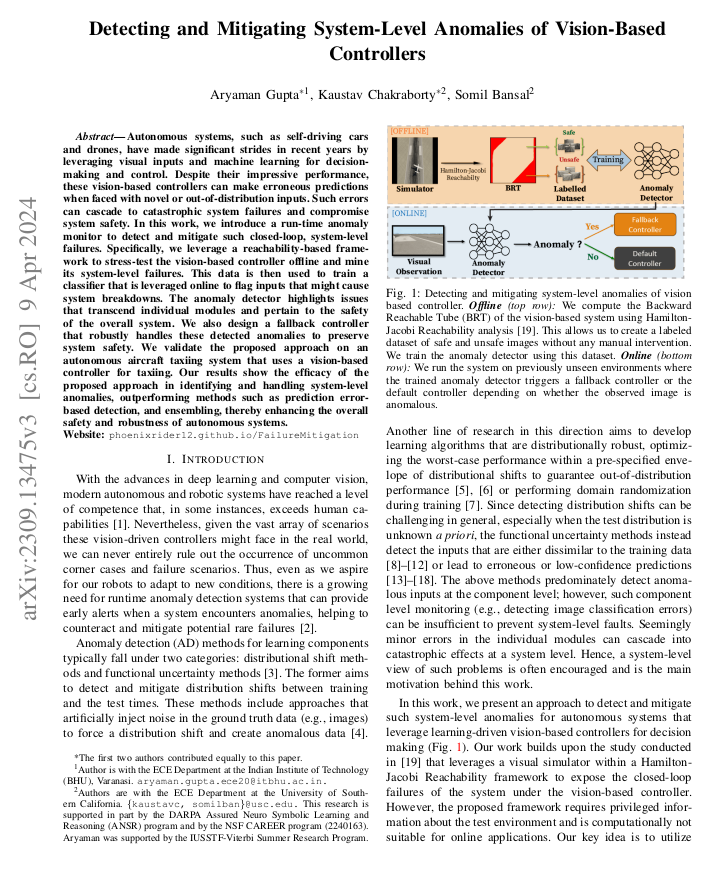 Detecting and Mitigating System-Level Anomalies of Vision-Based
Controllers
Aryaman Gupta*1, Kaustav Chakraborty*2, Somil Bansal2
Abstract—Autonomous systems, such as self-driving cars
and drones, have made significant strides in recent years by
leveraging visual inputs and machine learning for decision-
making and control. Despite their impressive performance,
these vision-based controllers can make erroneous predictions
when faced with novel or out-of-distribution inputs. Such errors
can cascade to catastrophic system failures and compromise
system safety. In this work, we introduce a run-time anomaly
monitor to detect and mitigate such closed-loop, system-level
failures. Specifically, we leverage a reachability-based frame-
work to stress-test the vision-based controller offline and mine
its system-level failures. This data is then used to train a
classifier that is leveraged online to flag inputs that might cause
system breakdowns. The anomaly detector highlights issues
that transcend individual modules and pertain to the safety
of the overall system. We also design a fallback controller
that robustly handles these detected anomalies to preserve
system safety. We validate the proposed approach on an
autonomous aircraft taxiing system that uses a vision-based
controller for taxiing. Our results show the efficacy of the
proposed approach in identifying and handling system-level
anomalies, outperforming methods such as prediction error-
based detection, and ensembling, thereby enhancing the overall
safety and robustness of autonomous systems.
Website: phoenixrider12.github.io/FailureMitigation
I. INTRODUCTION
With the advances in deep learning and computer vision,
modern autonomous and robotic systems have reached a level
of competence that, in some instances, exceeds human ca-
pabilities [1]. Nevertheless, given the vast array of scenarios
these vision-driven controllers might face in the real world,
we can never entirely rule out the occurrence of uncommon
corner cases and failure scenarios. Thus, even as we aspire
for our robots to adapt to new conditions, there is a growing
need for runtime anomaly detection systems that can provide
early alerts when a system encounters anomalies, helping to
counteract and mitigate potential rare failures [2].
Anomaly detection (AD) methods for learning components
typically fall under two categories: distributional shift meth-
ods and functional uncertainty methods [3]. The former aims
to detect and mitigate distribution shifts between training
and the test times. These methods include approaches that
artificially inject noise in the ground truth data (e.g., images)
to force a distribution shift and create anomalous data [4].
*The first two authors contributed equally to this paper.
1Author is with the ECE Department at the Indian Institute of Technology
(BHU), Varanasi. aryaman.gupta.ece20@itbhu.ac.in.
2Authors are with the ECE Department at the University of South-
ern California. {kaustavc, somilban}@usc.edu. This research is
supported in part by the DARPA Assured Neuro Symbolic Learning and
Reasoning (ANSR) program and by the NSF CAREER program (2240163).
Aryaman was supported by the IUSSTF-Viterbi Summer Research Program.
[OFFLINE]
Simulator
Hamilton-Jacobi
Reachability
BRT
Safe
Unsafe
Labelled
Dataset
Training
Anomaly
Detector
[ONLINE]
Visual
Observation
Anomaly
Detector
Anomaly ?
Yes
No
Fallback
Controller
Default
Controller
Fig. 1: Detecting and mitigating system-level anomalies of vision
based controller. Offline (top row): We compute the Backward
Reachable Tube (BRT) of the vision-based system using Hamilton-
Jacobi Reachability analysis [19]. This allows us to create a labeled
dataset of safe and unsafe images without any manual intervention.
We train the anomaly detector using this dataset. Online (bottom
row): We run the system on previously unseen environments where
the trained anomaly detector triggers a fallback controller or the
default controller depending on whether the observed image is
anomalous.
Another line of research in this direction aims to develop
learning algorithms that are distributionally robust, optimiz-
ing the worst-case performance within a pre-specified enve-
lope of distributional shifts to guarantee out-of-distribution
performance [5], [6] or performing domain randomization
during training [7]. Since detecting distribution shifts can be
challenging in general, especially when the test distribution is
unknown a priori, the functional uncertainty methods instead
detect the inputs that are either dissimilar to the training data
[8]–[12] or lead to erroneous or low-confidence predictions
[13]–[18]. The above methods predominately detect anoma-
lous inputs at the component level; however, such component
level monitoring (e.g., detecting image classification errors)
can be insufficient to prevent system-level faults. Seemingly
minor errors in the individual modules can cascade into
catastrophic effects at a system level. Hence, a system-level
view of such problems is often encouraged and is the main
motivation behind this work.
In this work, we present an approach to detect and mitigate
such system-level anomalies for autonomous systems that
leverage learning-driven vision-based controllers for decision
making (Fig. 1). Our work builds upon the study conducted
in [19] that leverages a visual simulator within a Hamilton-
Jacobi Reachability framework to expose the closed-loop
failures of the system under the vision-based controller.
However, the proposed framework requires privileged infor-
mation about the test environment and is computationally not
suitable for online applications. Our key idea is to utilize
arXiv:2309.13475v3 [cs.RO] 9 Apr 2024